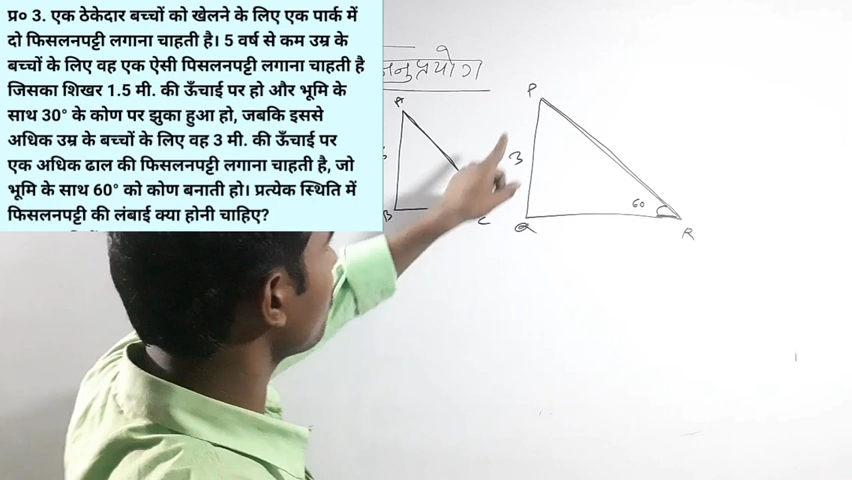 प्र० 3. एक ठेकेदार बच्चों को खेलने के लिए एक पार्क में
दो फिसलनपट्टी लगाना चाहती है। 5 वर्ष से कम उम्र के
बच्चों के लिए वह एक ऐसी पिसलनपट्टी लगाना चाहती है
जिसका शिखर 1.5 मी. की ऊँचाई पर हो और भूमि के
साथ 30° के कोण पर झुका हुआ हो, जबकि इससे
अधिक उम्र के बच्चों के लिए वह 3 मी. की ऊँचाई पर
एक अधिक ढाल की फिसलनपट्टी लगाना चाहती है, जो
भूमि के साथ 60° को कोण बनाती हो। प्रत्येक स्थिति में
फिसलनपट्टी की लंबाई क्या होनी चाहिए?
नुप्रयोग
A
B
C
P
3
60
Q
R